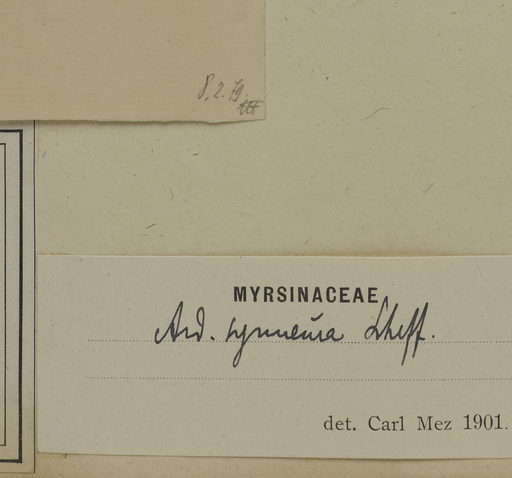 8.2.79
MYRSINACEAE
Ard. Scheff.
det. Carl Mez 1901.